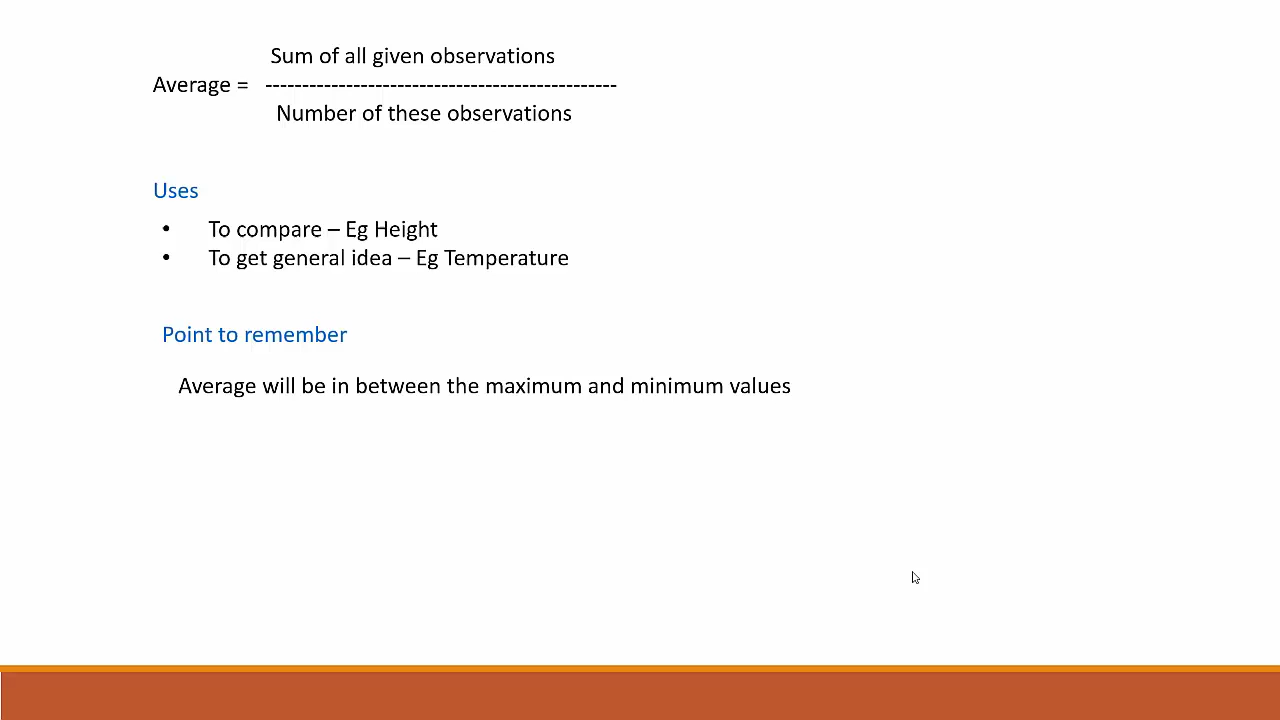 Sum of all given observations
Average = ------------------------------------------------
Number of these observations
Uses
• To compare – Eg Height
• To get general idea – Eg Temperature
Point to remember
Average will be in between the maximum and minimum values